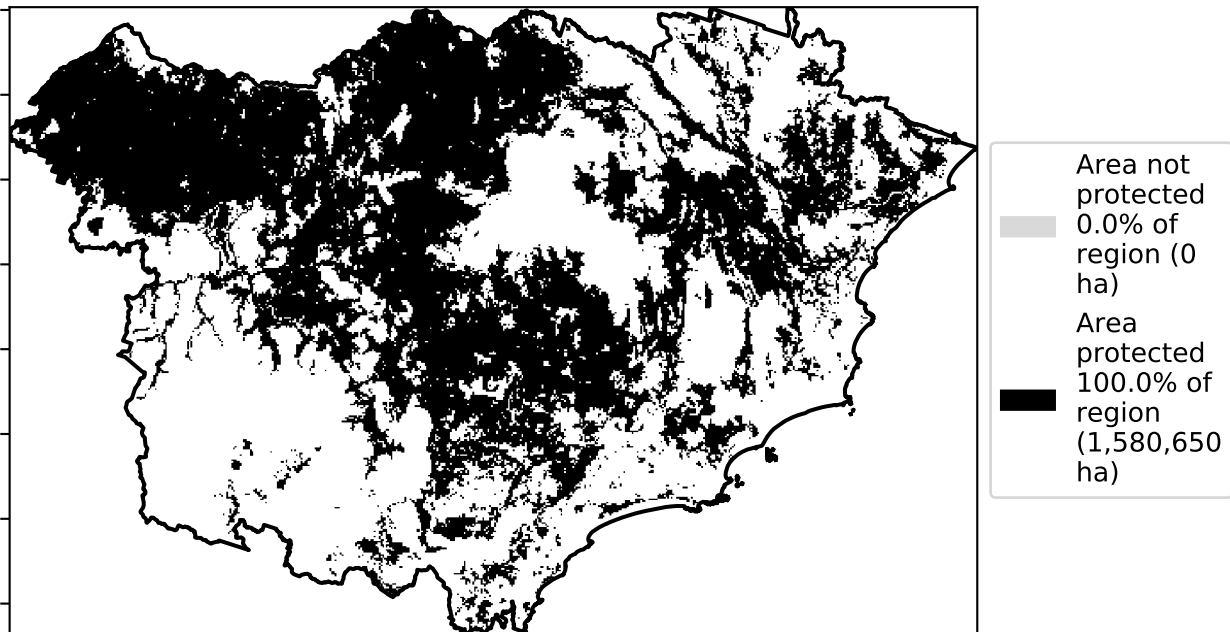 Area not
protected
0.0% of
region (0
ha)
Area
protected
100.0% of
region
(1,580,650
ha)